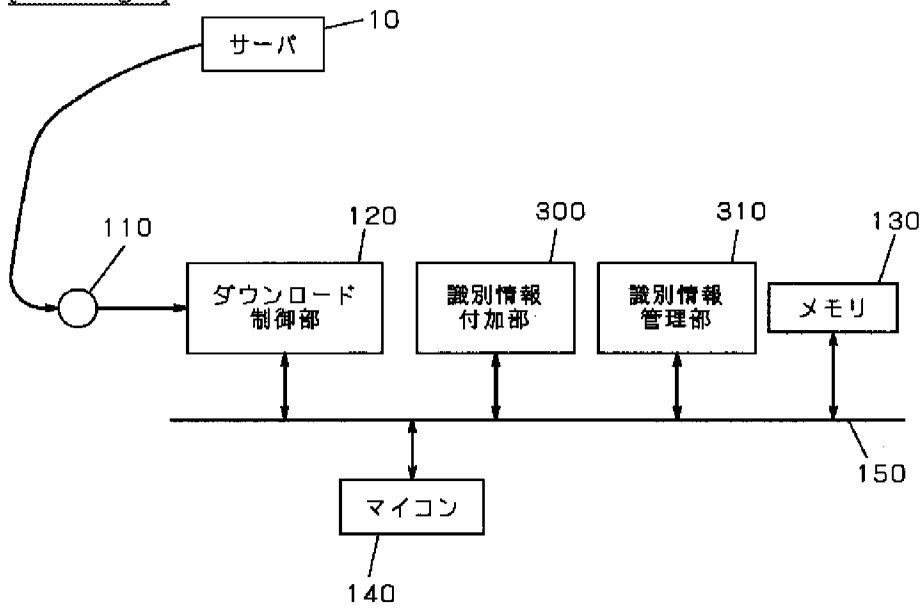 サーバ
10
110
120
300
310
130
ダウンロード
制御部
識別情報
付加部
識別情報
管理部
メモリ
150
マイコン
140